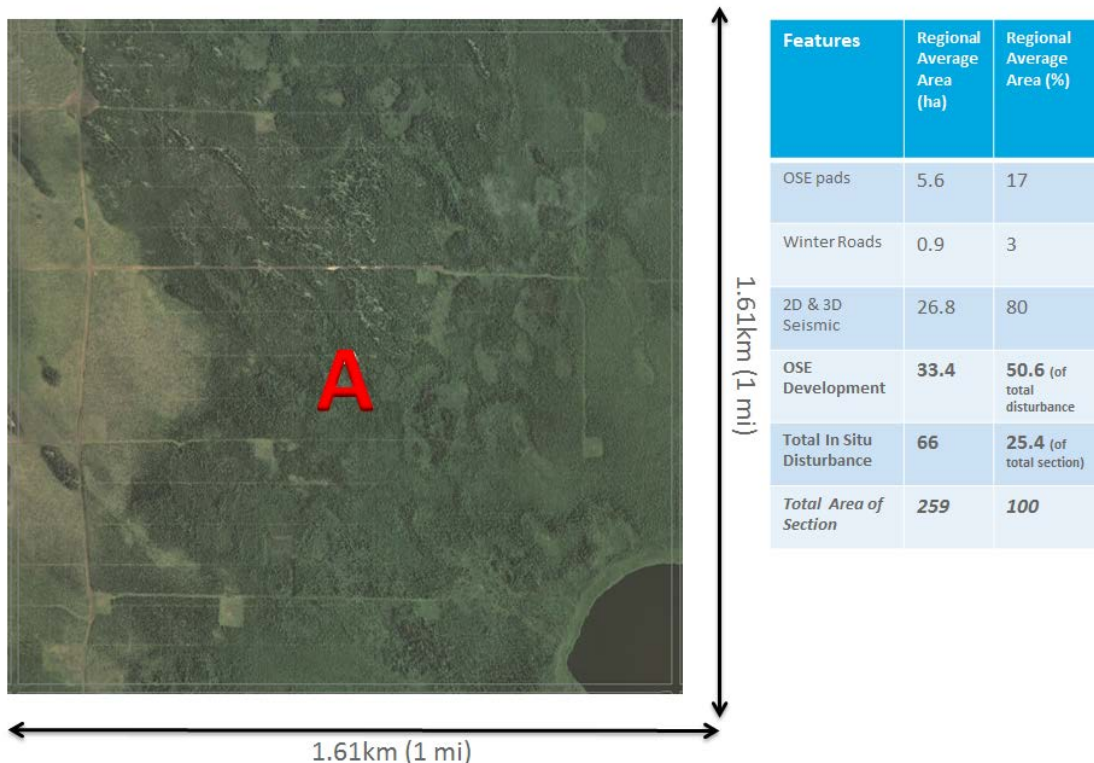 A
1.61km (1 mi)
1.61km (1 mi)
Features
Regional
Average
Area
(ha)
Regional
Average
Area (%)
OSE pads
5.6
17
Winter Roads
0.9
3
2D & 3D
Seismic
26.8
80
OSE
Development
33.4
50.6 (of
total
disturbance
Total In Situ
Disturbance
66
25.4 (of
total section)
Total Area of
Section
259
100